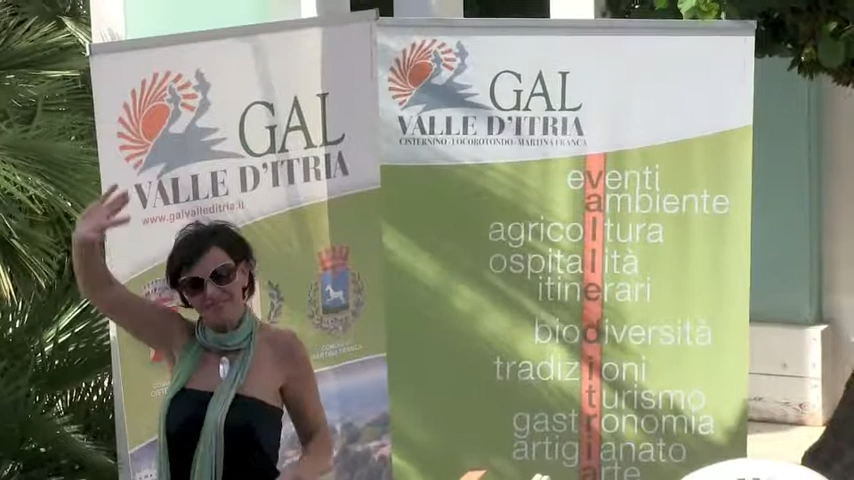 GAL
VALLE D'ITRIA
www.galvalleditria.it
GAL
VALLE D'ITRIA
CISTERNINO · LOCOROTONDO · MARTINA FRANCA
eventi
ambiente
agricoltura
ospitalità
itinerari
biodiversità
tradizioni
turismo
gastronomia
artigianato
arte